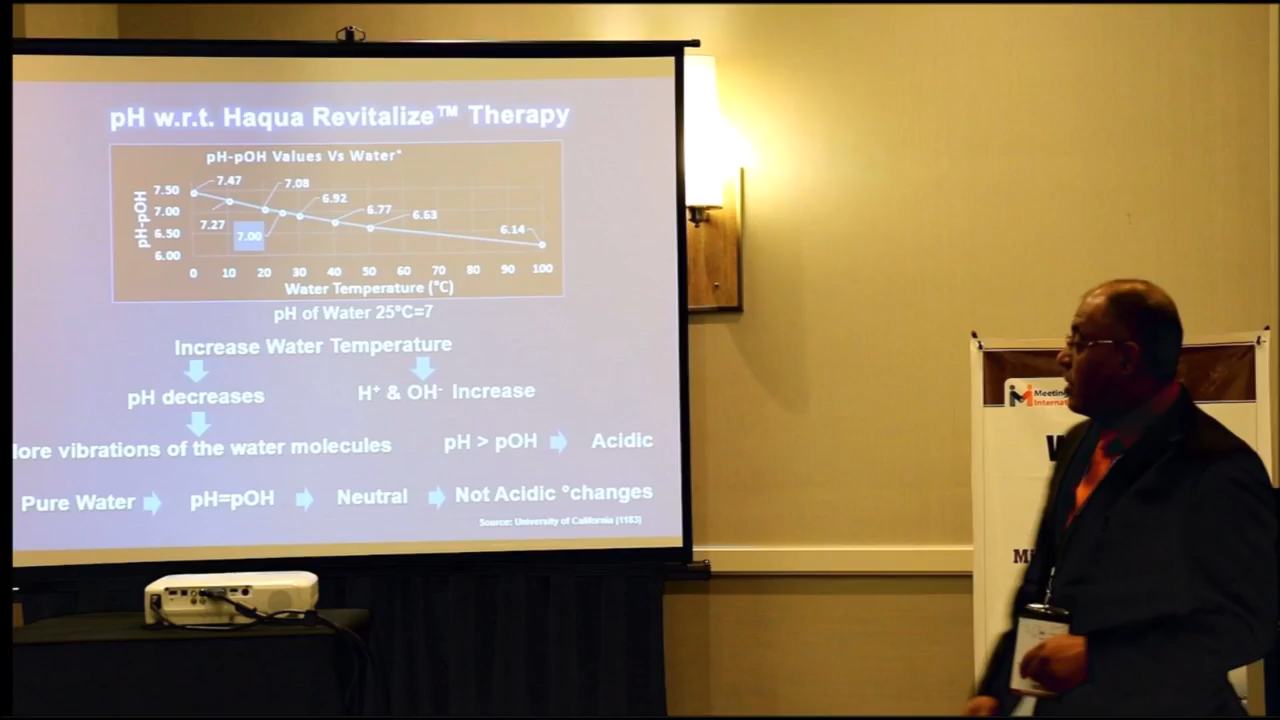 pH w.r.t. Haqua Revitalize™ Therapy
pH-pOH Values Vs Water°
pH-pOH
7.50
7.00
6.50
6.00
7.47
7.27
7.08
7.00
6.92
6.77
6.63
6.14
0 10 20 30 40 50 60 70 80 90 100
Water Temperature (°C)
pH of Water 25°C=7
Increase Water Temperature
pH decreases H⁺ & OH⁻ Increase
lore vibrations of the water molecules pH > pOH Acidic
Pure Water pH=pOH Neutral Not Acidic °changes
Source: University of California (1183)
Meeting
Interna
W
Mi